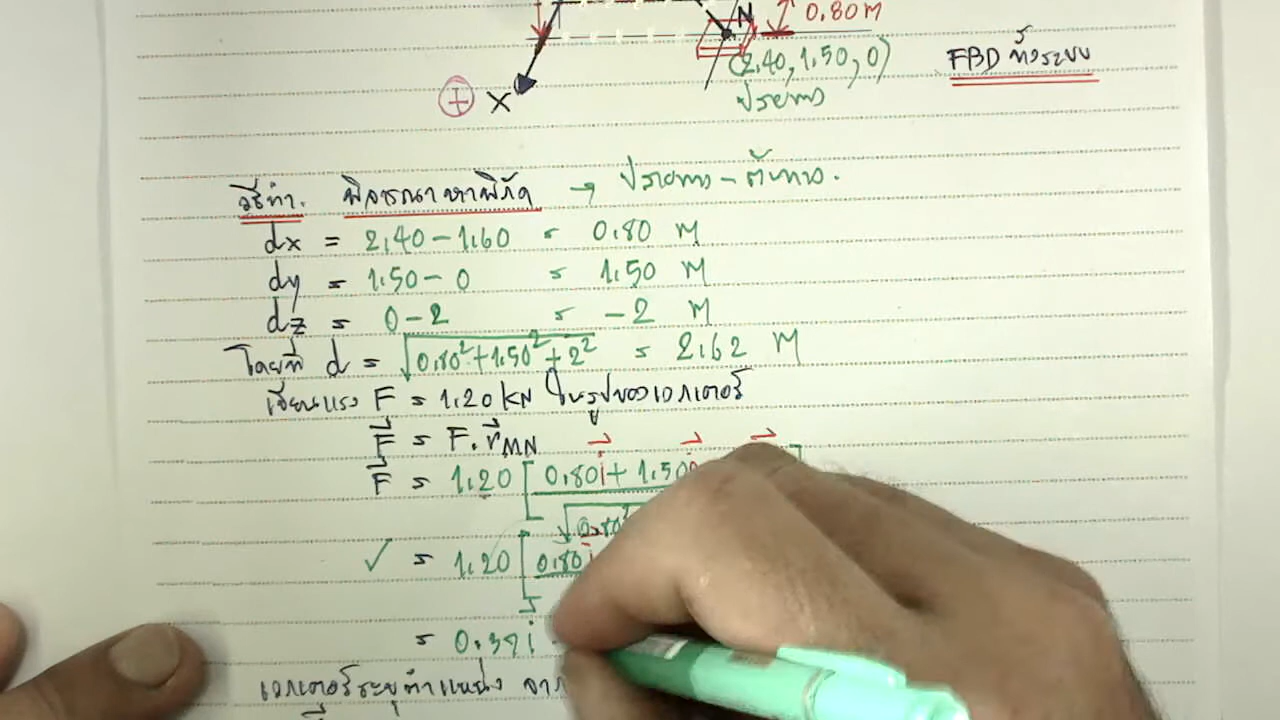 N 0.80 M
(2.40, 1.50, 0)
FBD ทั้งระบบ
+ X
ปลายทาง
วิธีทำ. พิจารณาหาพิกัด → ปลายทาง - ต้นทาง.
dx = 2.40 - 1.60 = 0.80 M
dy = 1.50 - 0 = 1.50 M
dz = 0 - 2 = -2 M
โดยที่ d = √0.80² + 1.50² + 2² = 2.62 M
เขียนแรง F = 1.20 kN ในรูปของเวกเตอร์
F⃗ = F. r⃗MN
F⃗ = 1.20 [ 0.80i + 1.50
√0.80²
✓ = 1.20 [ 0.80i
= 0.37i
เวกเตอร์ระบุตำแหน่ง จาก